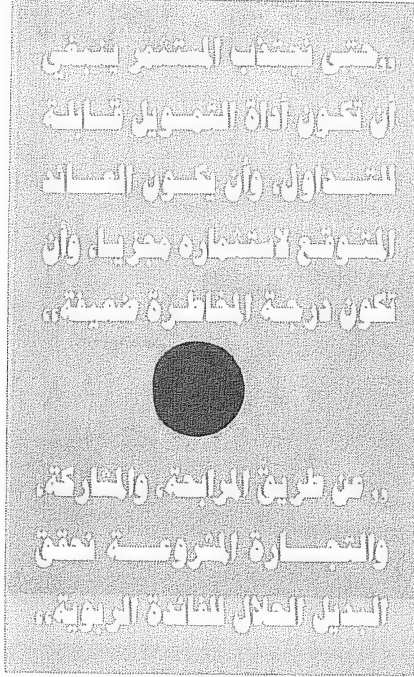 ,,حتى نجتذب المستثمر ينبغي
أن تكون أداة التمويل قابلة
للتداول، وأن يكون العائد
المتوقع لاستثماره مجزيا، وأن
تكون درجة المخاطرة ضعيفة,,
,, عن طريق المرابحة، والمشاركة،
والتجارة المشروعة نحقق
البديل الحلال للفائدة الربوية,,